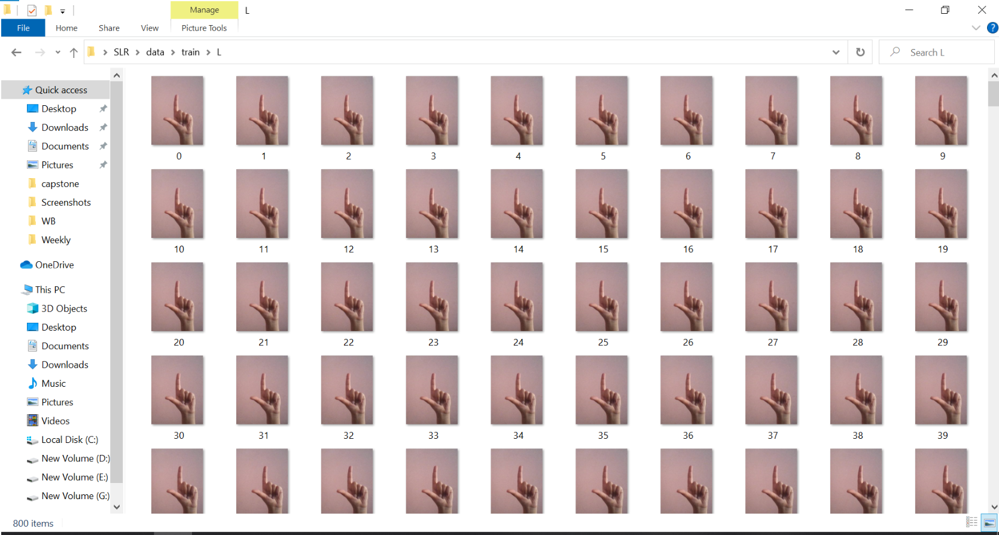 Manage
L
File
Home
Share
View
Picture Tools
?
SLR
data
train
L
Search L
Quick access
Desktop
Downloads
Documents
Pictures
capstone
Screenshots
WB
Weekly
OneDrive
This PC
3D Objects
Desktop
Documents
Downloads
Music
Pictures
Videos
Local Disk (C:)
New Volume (D:)
New Volume (E:)
New Volume (G:)
0 1 2 3 4 5 6 7 8 9
10 11 12 13 14 15 16 17 18 19
20 21 22 23 24 25 26 27 28 29
30 31 32 33 34 35 36 37 38 39
800 items